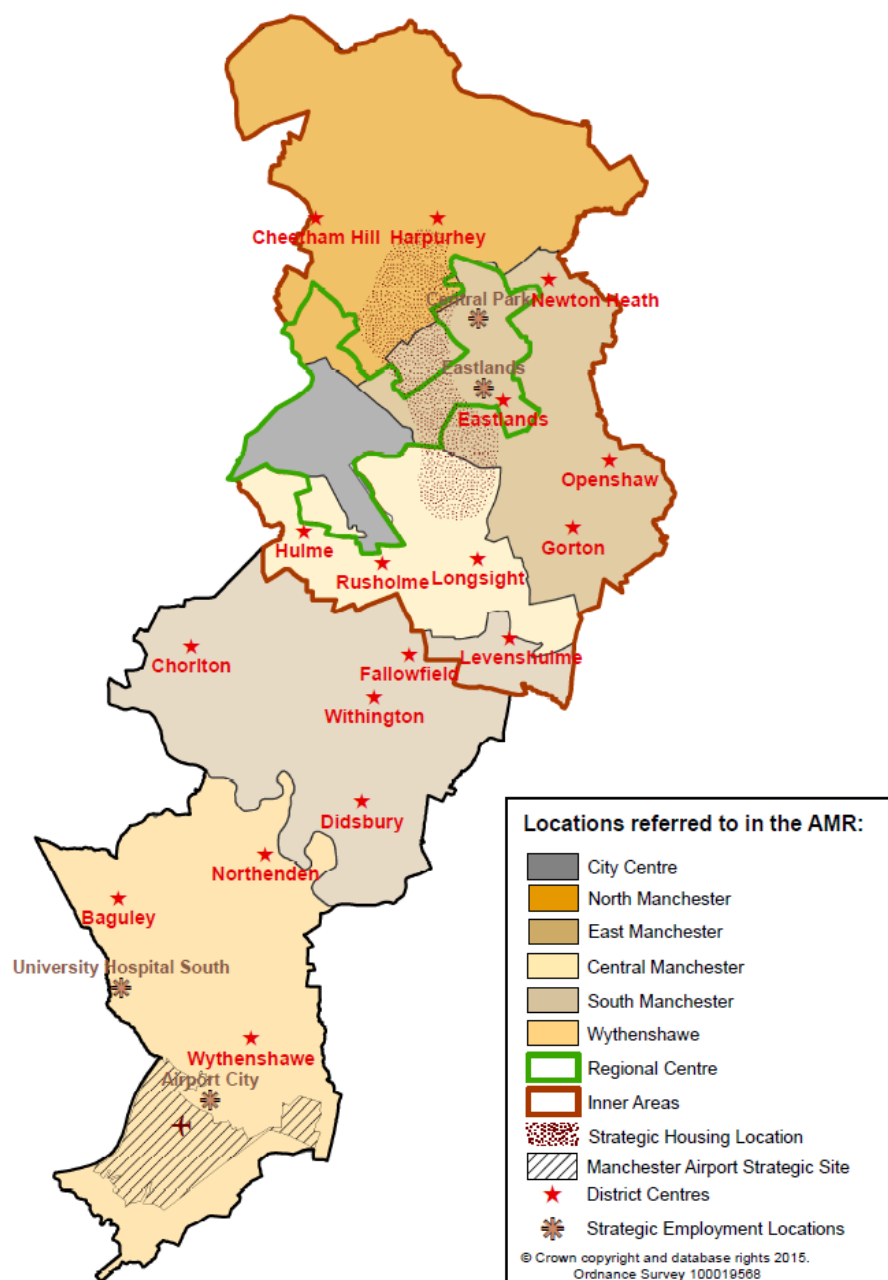 Cheetham Hill
Harpurhey
Central Park
Newton Heath
Eastlands
Eastlands
Openshaw
Gorton
Hulme
Rusholme
Longsight
Levenshulme
Chorlton
Fallowfield
Withington
Didsbury
Northenden
Baguley
University Hospital South
Wythenshawe
Airport City
Locations referred to in the AMR:
City Centre
North Manchester
East Manchester
Central Manchester
South Manchester
Wythenshawe
Regional Centre
Inner Areas
Strategic Housing Location
Manchester Airport Strategic Site
District Centres
Strategic Employment Locations
© Crown copyright and database rights 2015.
Ordnance Survey 100019568